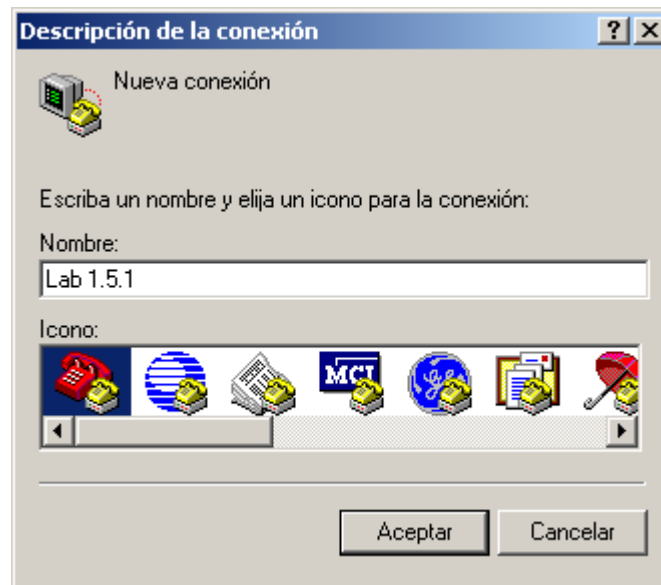 Descripción de la conexión
Nueva conexión
Escriba un nombre y elija un icono para la conexión:
Nombre:
Lab 1.5.1
Icono:
MCI
Aceptar
Cancelar